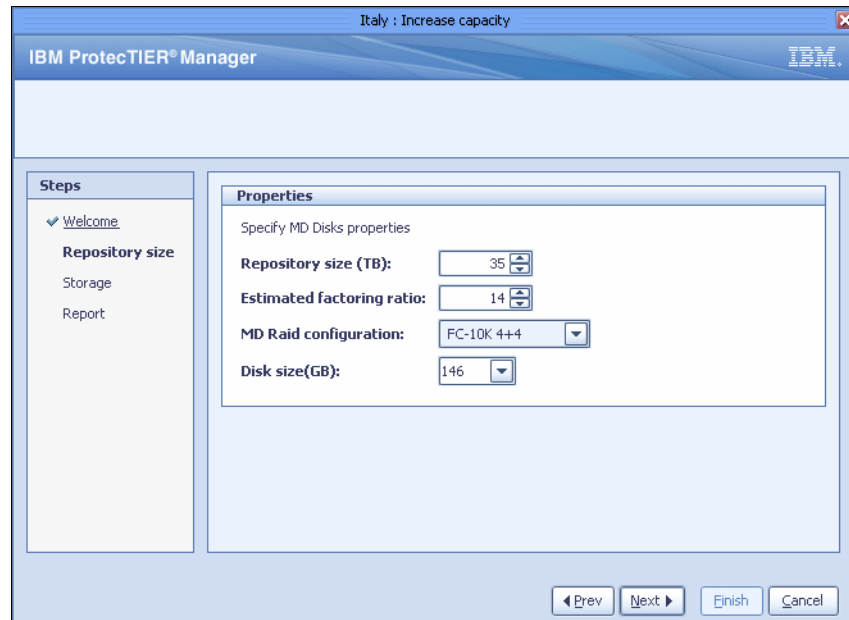 Italy : Increase capacity
IBM ProtecTIER® Manager
IBM.
Steps
Welcome
Repository size
Storage
Report
Properties
Specify MD Disks properties
Repository size (TB): 35
Estimated factoring ratio: 14
MD Raid configuration: FC-10K 4+4
Disk size(GB): 146
Prev Next Finish Cancel